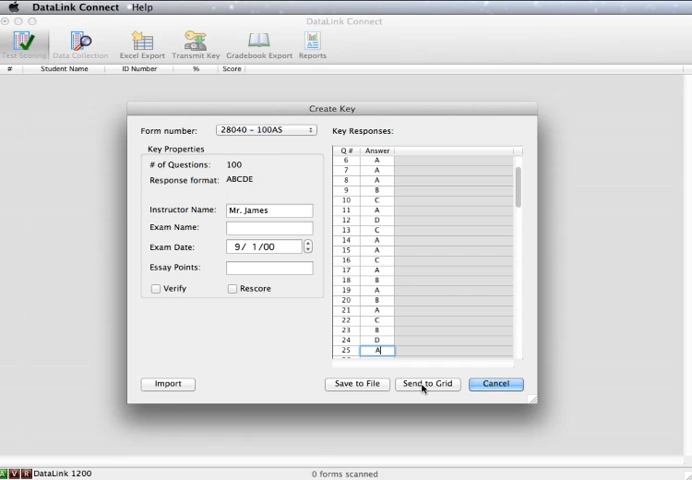 DataLink Connect Help
DataLink Connect
Test Scoring Data Collection Excel Export Transmit Key Gradebook Export Reports
# Student Name ID Number % Score
Create Key
Form number: 28040 - 100AS
Key Responses:
Key Properties
# of Questions: 100
Response format: ABCDE
Instructor Name: Mr. James
Exam Name:
Exam Date: 9/ 1/00
Essay Points:
Verify Rescore
Q # Answer
6 A
7 A
8 A
9 B
10 C
11 A
12 D
13 C
14 A
15 A
16 C
17 A
18 B
19 A
20 B
21 A
22 C
23 B
24 D
25 A
Import Save to File Send to Grid Cancel
A V R DataLink 1200 0 forms scanned